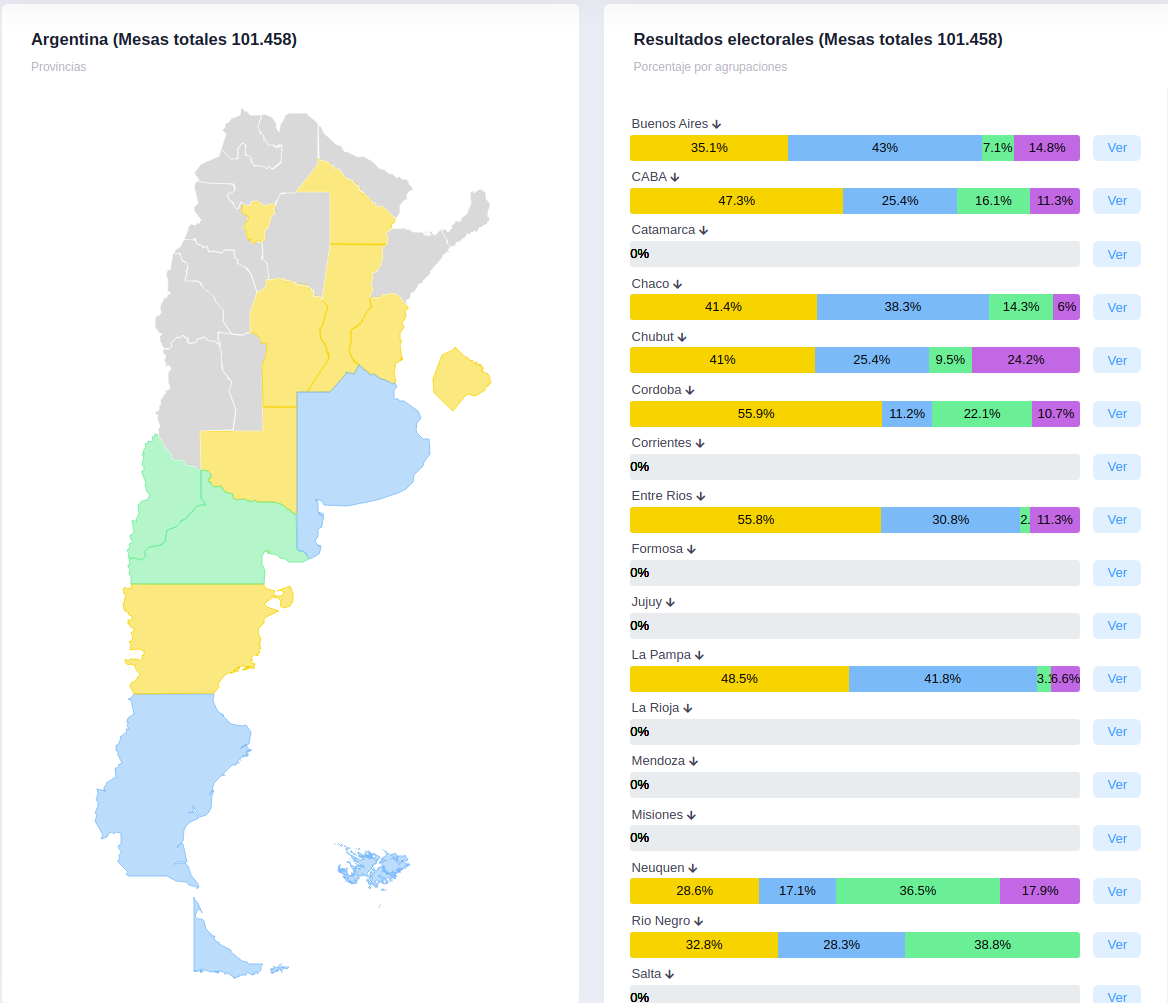 Argentina (Mesas totales 101.458)
Provincias
Resultados electorales (Mesas totales 101.458)
Porcentaje por agrupaciones
Buenos Aires ↓
35.1% 43% 7.1% 14.8% Ver
CABA ↓
47.3% 25.4% 16.1% 11.3% Ver
Catamarca ↓
0% Ver
Chaco ↓
41.4% 38.3% 14.3% 6% Ver
Chubut ↓
41% 25.4% 9.5% 24.2% Ver
Cordoba ↓
55.9% 11.2% 22.1% 10.7% Ver
Corrientes ↓
0% Ver
Entre Rios ↓
55.8% 30.8% 2. 11.3% Ver
Formosa ↓
0% Ver
Jujuy ↓
0% Ver
La Pampa ↓
48.5% 41.8% 3. 6.6% Ver
La Rioja ↓
0% Ver
Mendoza ↓
0% Ver
Misiones ↓
0% Ver
Neuquen ↓
28.6% 17.1% 36.5% 17.9% Ver
Rio Negro ↓
32.8% 28.3% 38.8% Ver
Salta ↓
0% Ver